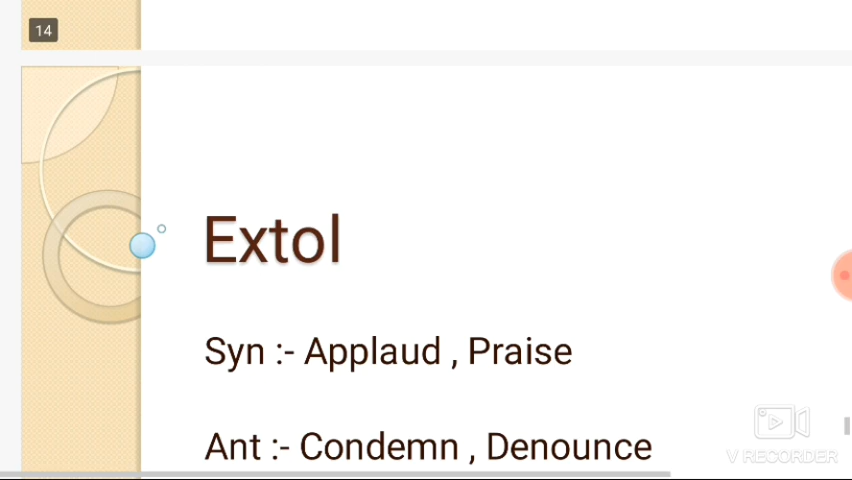 14
Extol
Syn :- Applaud , Praise
Ant :- Condemn , Denounce
V RECORDER